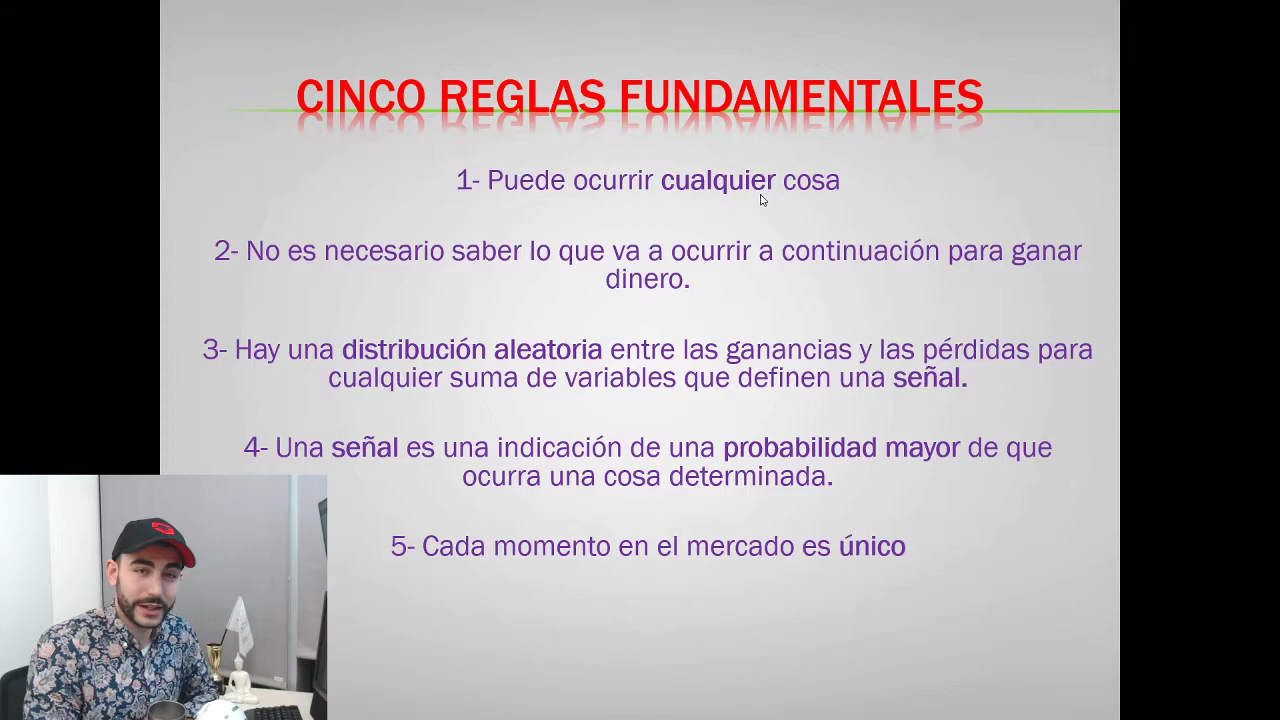 CINCO REGLAS FUNDAMENTALES
1- Puede ocurrir cualquier cosa
2- No es necesario saber lo que va a ocurrir a continuación para ganar
dinero.
3- Hay una distribución aleatoria entre las ganancias y las pérdidas para
cualquier suma de variables que definen una señal.
4- Una señal es una indicación de una probabilidad mayor de que
ocurra una cosa determinada.
5- Cada momento en el mercado es único